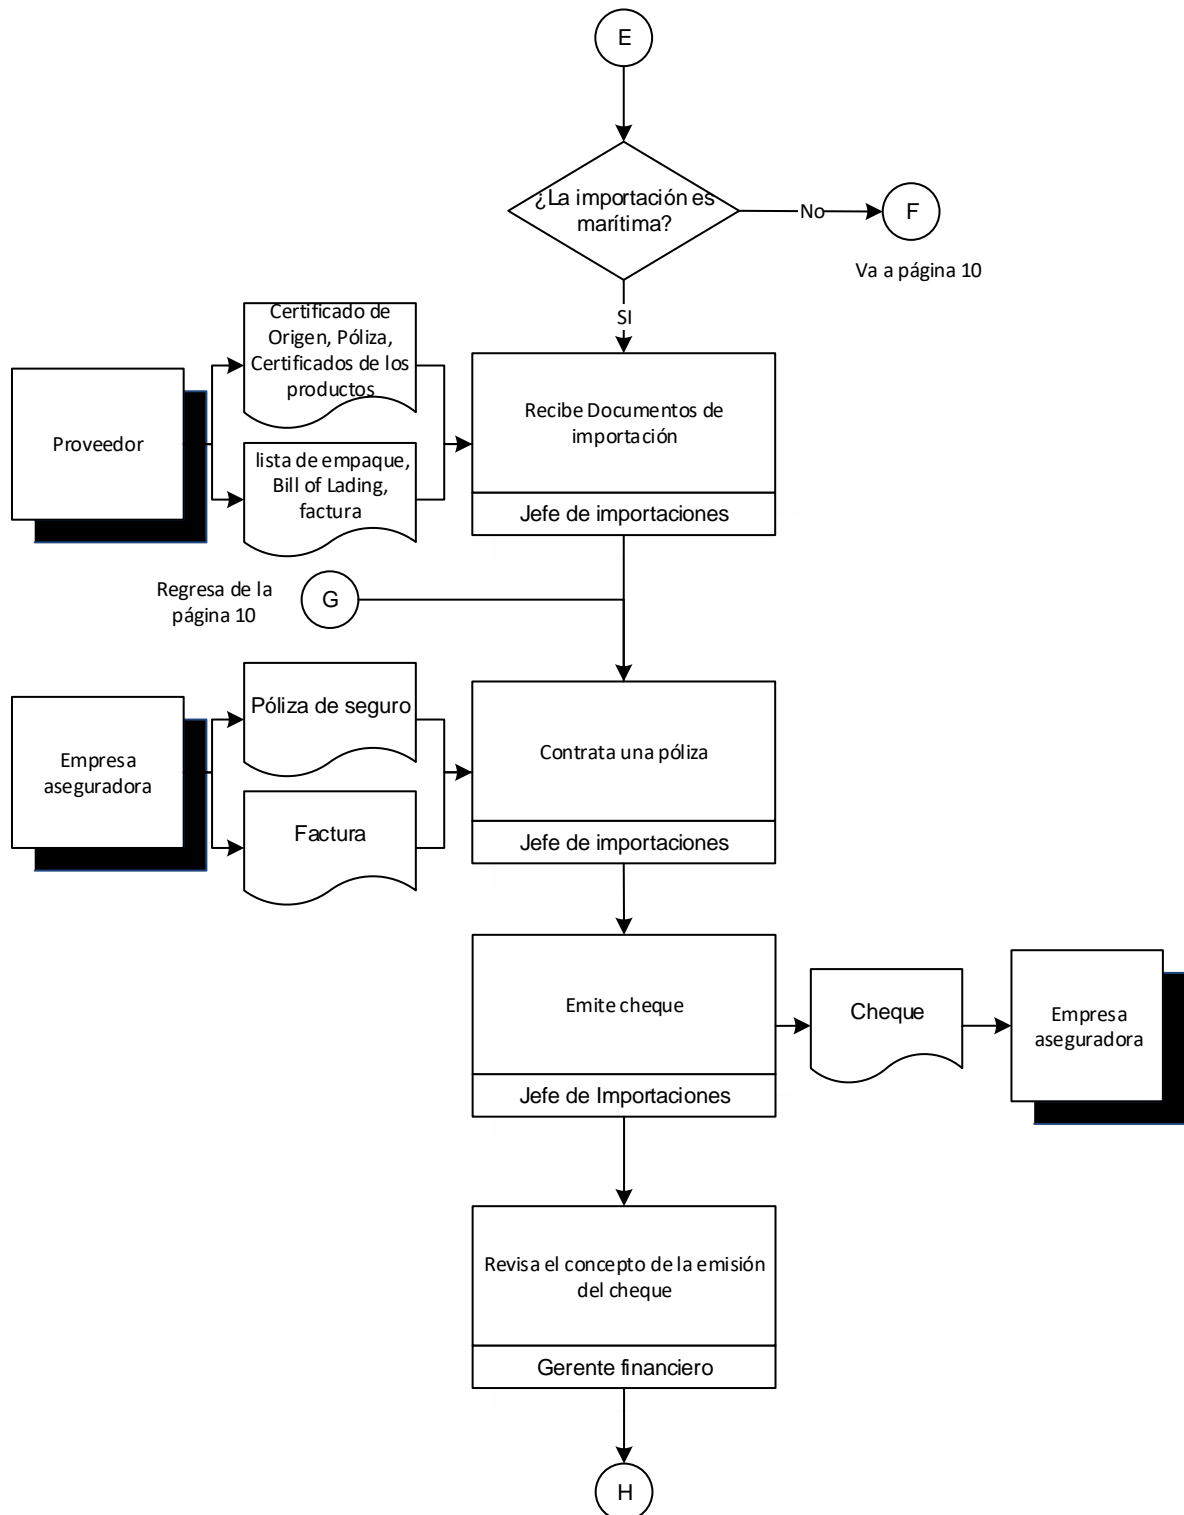 E
¿La importación es
marítima?
No
F
Va a página 10
SI
Certificado de
Origen, Póliza,
Certificados de los
productos
Proveedor
lista de empaque,
Bill of Lading,
factura
Recibe Documentos de
importación
Jefe de importaciones
Regresa de la
página 10
G
Póliza de seguro
Empresa
aseguradora
Factura
Contrata una póliza
Jefe de importaciones
Emite cheque
Jefe de Importaciones
Cheque
Empresa
aseguradora
Revisa el concepto de la emisión
del cheque
Gerente financiero
H